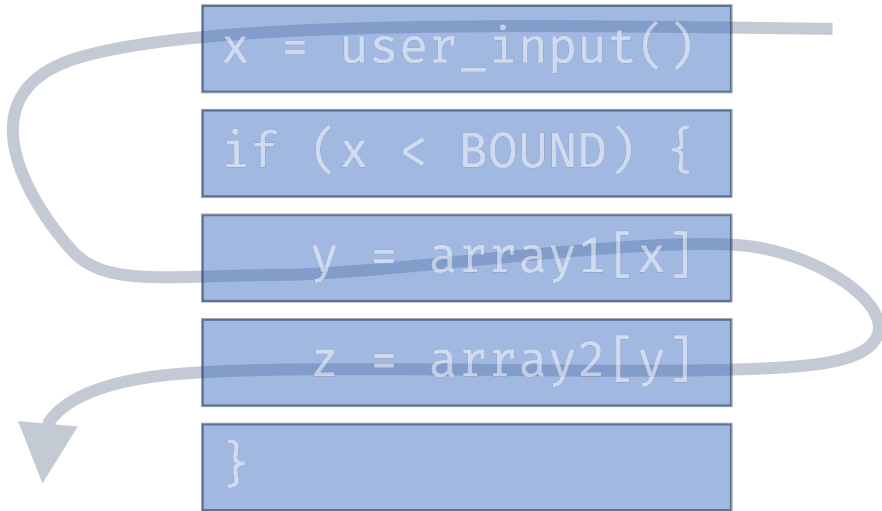 x = user_input()
if (x < BOUND) {
    y = array1[x]
    z = array2[y]
}